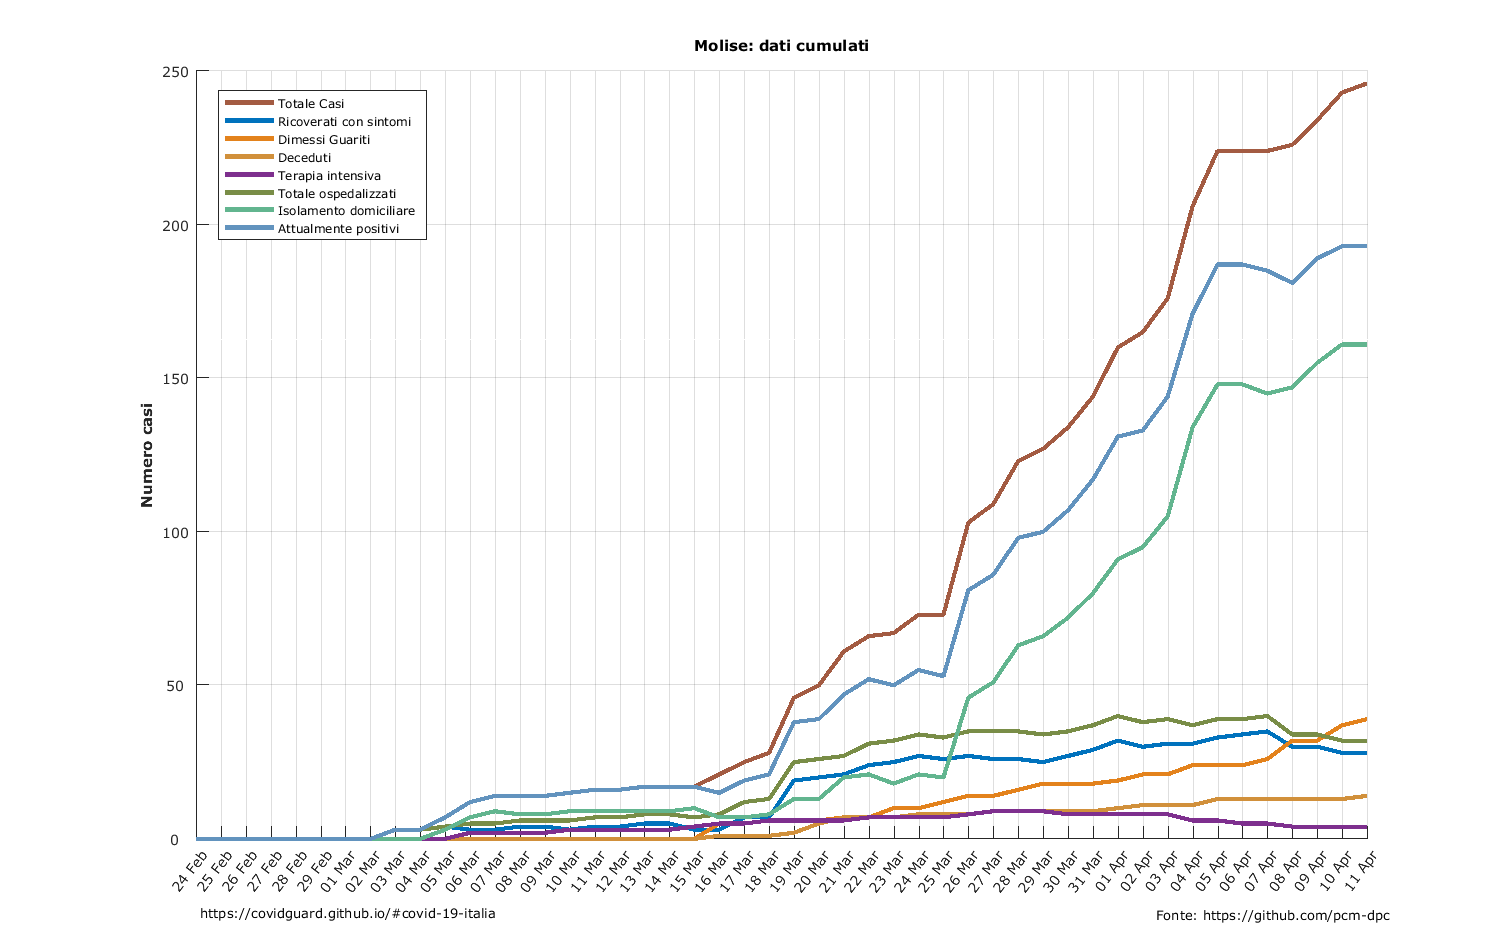 Molise: dati cumulati
250
200
150
100
50
0
Numero casi
Totale Casi
Ricoverati con sintomi
Dimessi Guariti
Deceduti
Terapia intensiva
Totale ospedalizzati
Isolamento domiciliare
Attualmente positivi
24 Feb
25 Feb
26 Feb
27 Feb
28 Feb
29 Feb
01 Mar
02 Mar
03 Mar
04 Mar
05 Mar
06 Mar
07 Mar
08 Mar
09 Mar
10 Mar
11 Mar
12 Mar
13 Mar
14 Mar
15 Mar
16 Mar
17 Mar
18 Mar
19 Mar
20 Mar
21 Mar
22 Mar
23 Mar
24 Mar
25 Mar
26 Mar
27 Mar
28 Mar
29 Mar
30 Mar
31 Mar
01 Apr
02 Apr
03 Apr
04 Apr
05 Apr
06 Apr
07 Apr
08 Apr
09 Apr
10 Apr
11 Apr
https://covidguard.github.io/#covid-19-italia
Fonte: https://github.com/pcm-dpc